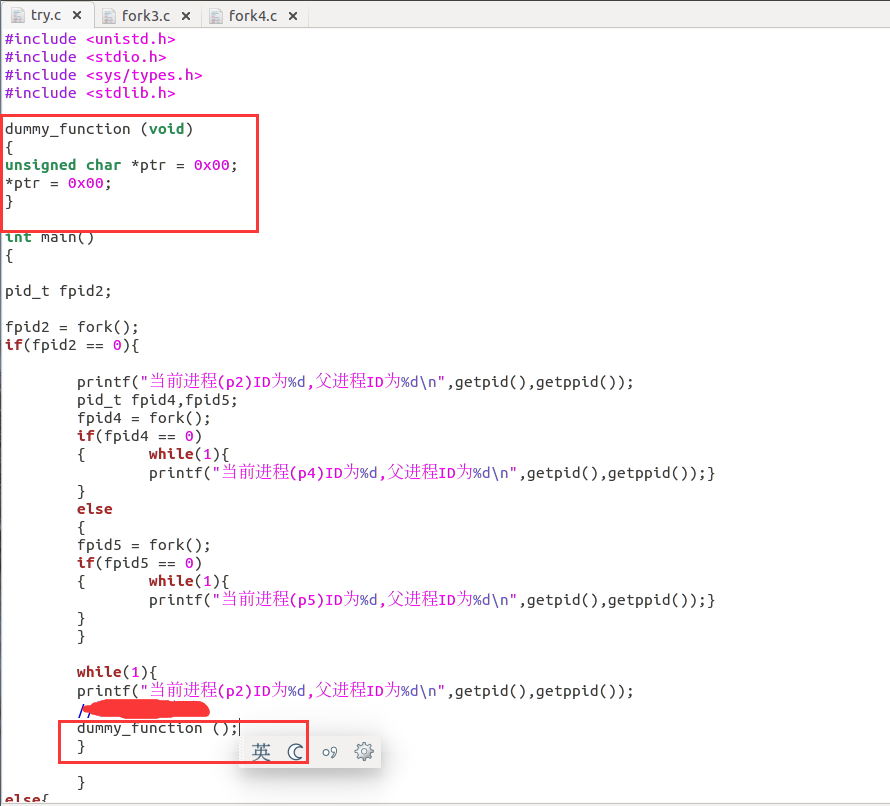 try.c × fork3.c × fork4.c ×
#include <unistd.h>
#include <stdio.h>
#include <sys/types.h>
#include <stdlib.h>
dummy_function (void)
{
unsigned char *ptr = 0x00;
*ptr = 0x00;
}
int main()
{
pid_t fpid2;
fpid2 = fork();
if(fpid2 == 0){
printf("当前进程(p2)ID为%d,父进程ID为%d\n",getpid(),getppid());
pid_t fpid4,fpid5;
fpid4 = fork();
if(fpid4 == 0)
{ while(1){
printf("当前进程(p4)ID为%d,父进程ID为%d\n",getpid(),getppid());}
}
else
{
fpid5 = fork();
if(fpid5 == 0)
{ while(1){
printf("当前进程(p5)ID为%d,父进程ID为%d\n",getpid(),getppid());}
}
}
while(1){
printf("当前进程(p2)ID为%d,父进程ID为%d\n",getpid(),getppid());
//
dummy_function ();
}
英
}
else{